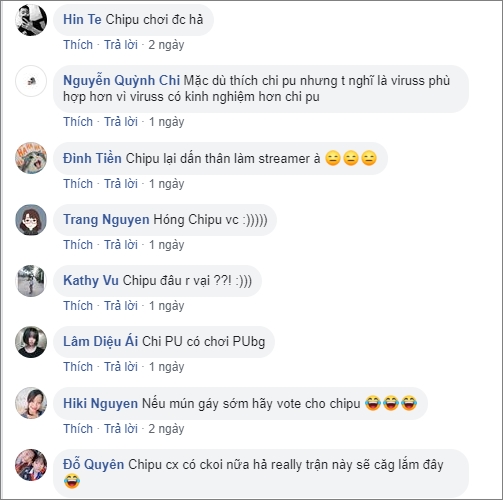 Hin Te Chipu chơi đc hả
Thích · Trả lời · 2 ngày
Nguyễn Quỳnh Chi Mặc dù thích chi pu nhưng t nghĩ là viruss phù
hợp hơn vì viruss có kinh nghiệm hơn chi pu
Thích · Trả lời · 1 ngày
Đình Tiền Chipu lại dấn thân làm streamer à 😑😑😑
Thích · Trả lời · 1 ngày
Trang Nguyen Hóng Chipu vc :)))))
Thích · Trả lời · 1 ngày
Kathy Vu Chipu đâu r vại ??! :)))
Thích · Trả lời · 1 ngày
Lâm Diệu Ái Chi PU có chơi PUbg
Thích · Trả lời · 1 ngày
Hiki Nguyen Nếu mún gáy sớm hãy vote cho chipu 😂😂😂
Thích · Trả lời · 2 ngày
Đỗ Quyên Chipu cx có ckoi nữa hả really trận này sẽ căg lắm đây
😂